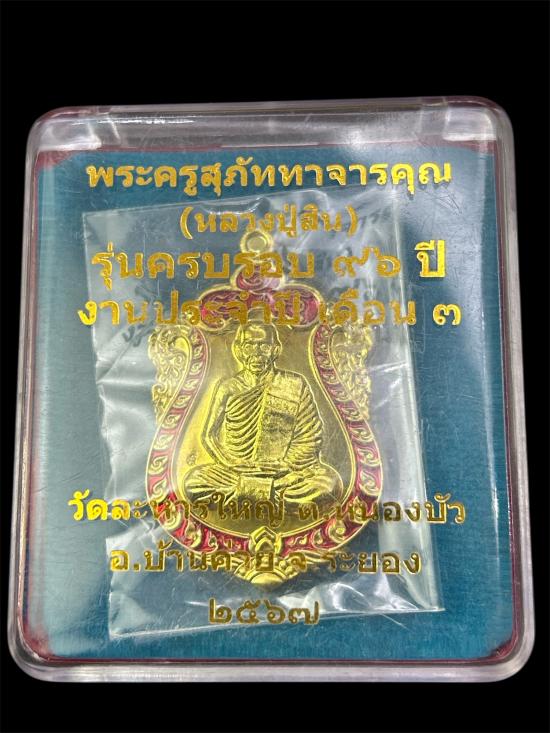 พระครูสุภัททาจารคุณ
(หลวงปู่สิน)
รุ่นครบรอบ ๙๖ ปี
งานประจำปี เดือน ๓
วัดละหารใหญ่ ต.หนองบัว
อ.บ้านค่าย จ.ระยอง
๒๕๖๗